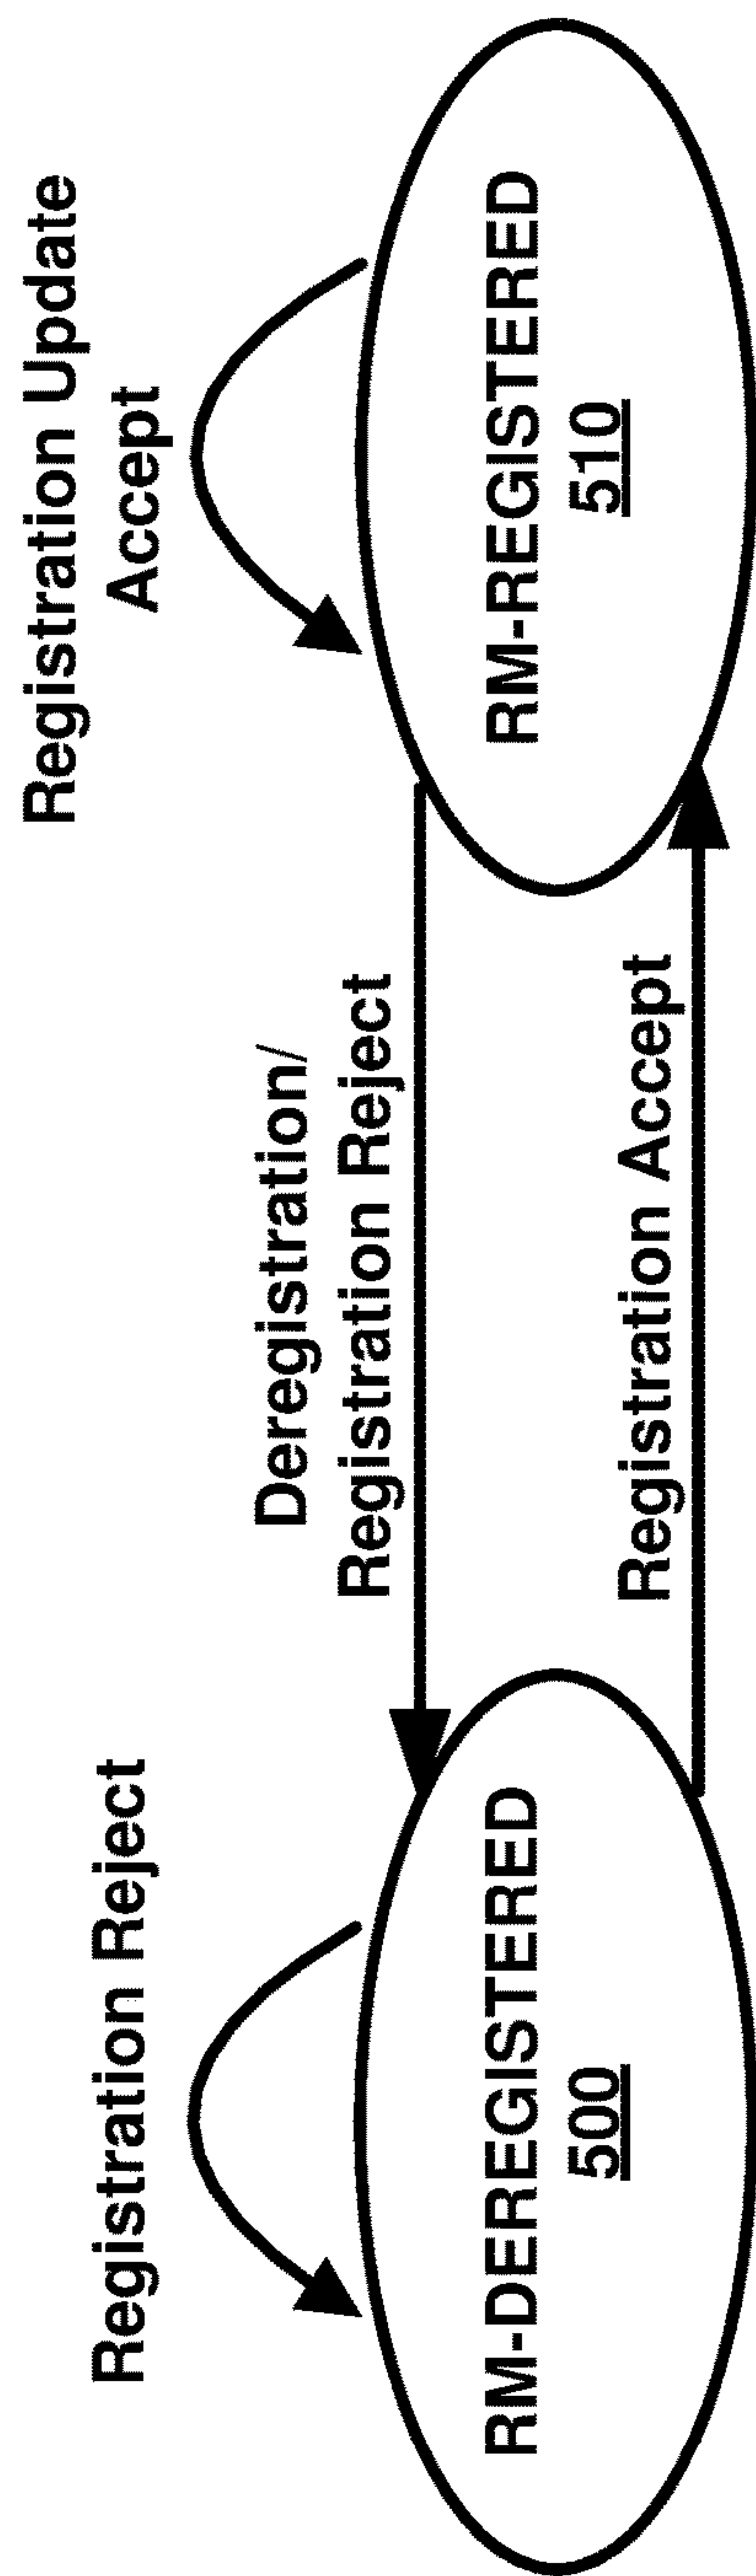 Registration Reject
RM-DEREGISTERED
500
Deregistration/
Registration Reject
Registration Accept
Registration Update
Accept
RM-REGISTERED
510